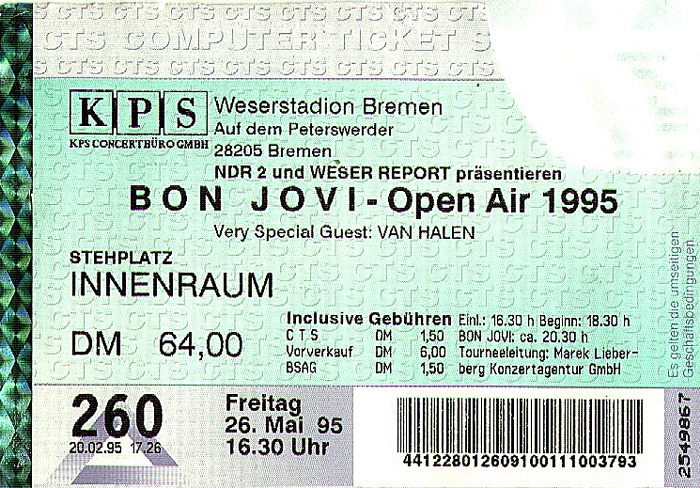 CTS COMPUTER TICKET S
KPS
KPS CONCERTBÜRO GMBH
Weserstadion Bremen
Auf dem Peterswerder
28205 Bremen
NDR 2 und WESER REPORT präsentieren
BON JOVI - Open Air 1995
Very Special Guest: VAN HALEN
STEHPLATZ
INNENRAUM
DM 64,00
Inclusive Gebühren
CTS DM 1,50
Vorverkauf DM 6,00
BSAG DM 1,50
Einl.: 16.30 h Beginn: 18.30 h
BON JOVI: ca. 20.30 h
Tourneeleitung: Marek Lieber-
berg Konzertagentur GmbH
Es gelten die umseitigen
Geschäftsbedingungen
260
20.02.95 17.26
Freitag
26. Mai 95
16.30 Uhr
441228012609100111003793
2549867